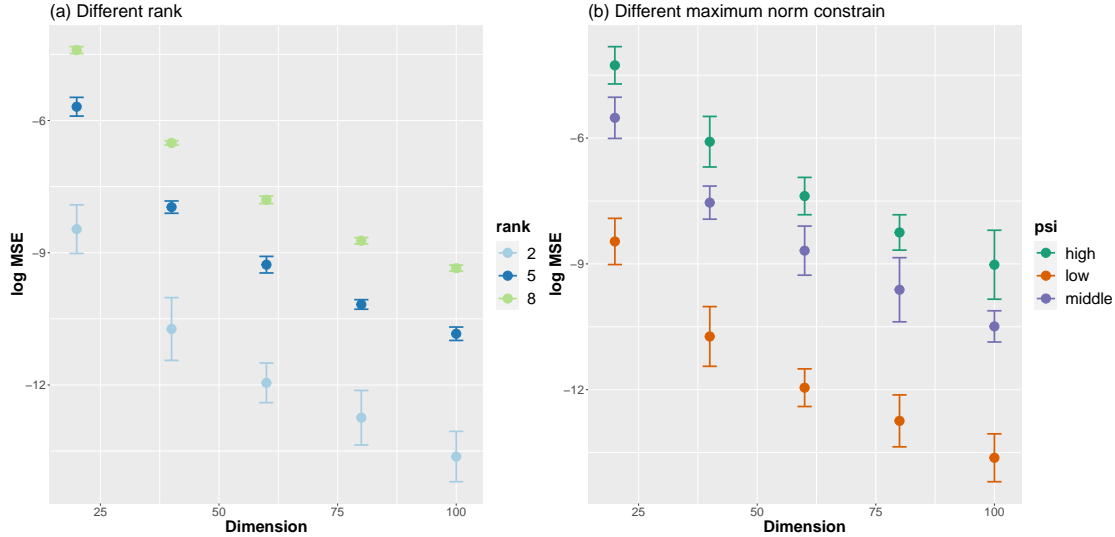 (a) Different rank
log MSE
−6
−9
−12
25
50
75
100
Dimension
rank
2
5
8
(b) Different maximum norm constrain
log MSE
−6
−9
−12
25
50
75
100
Dimension
psi
high
low
middle